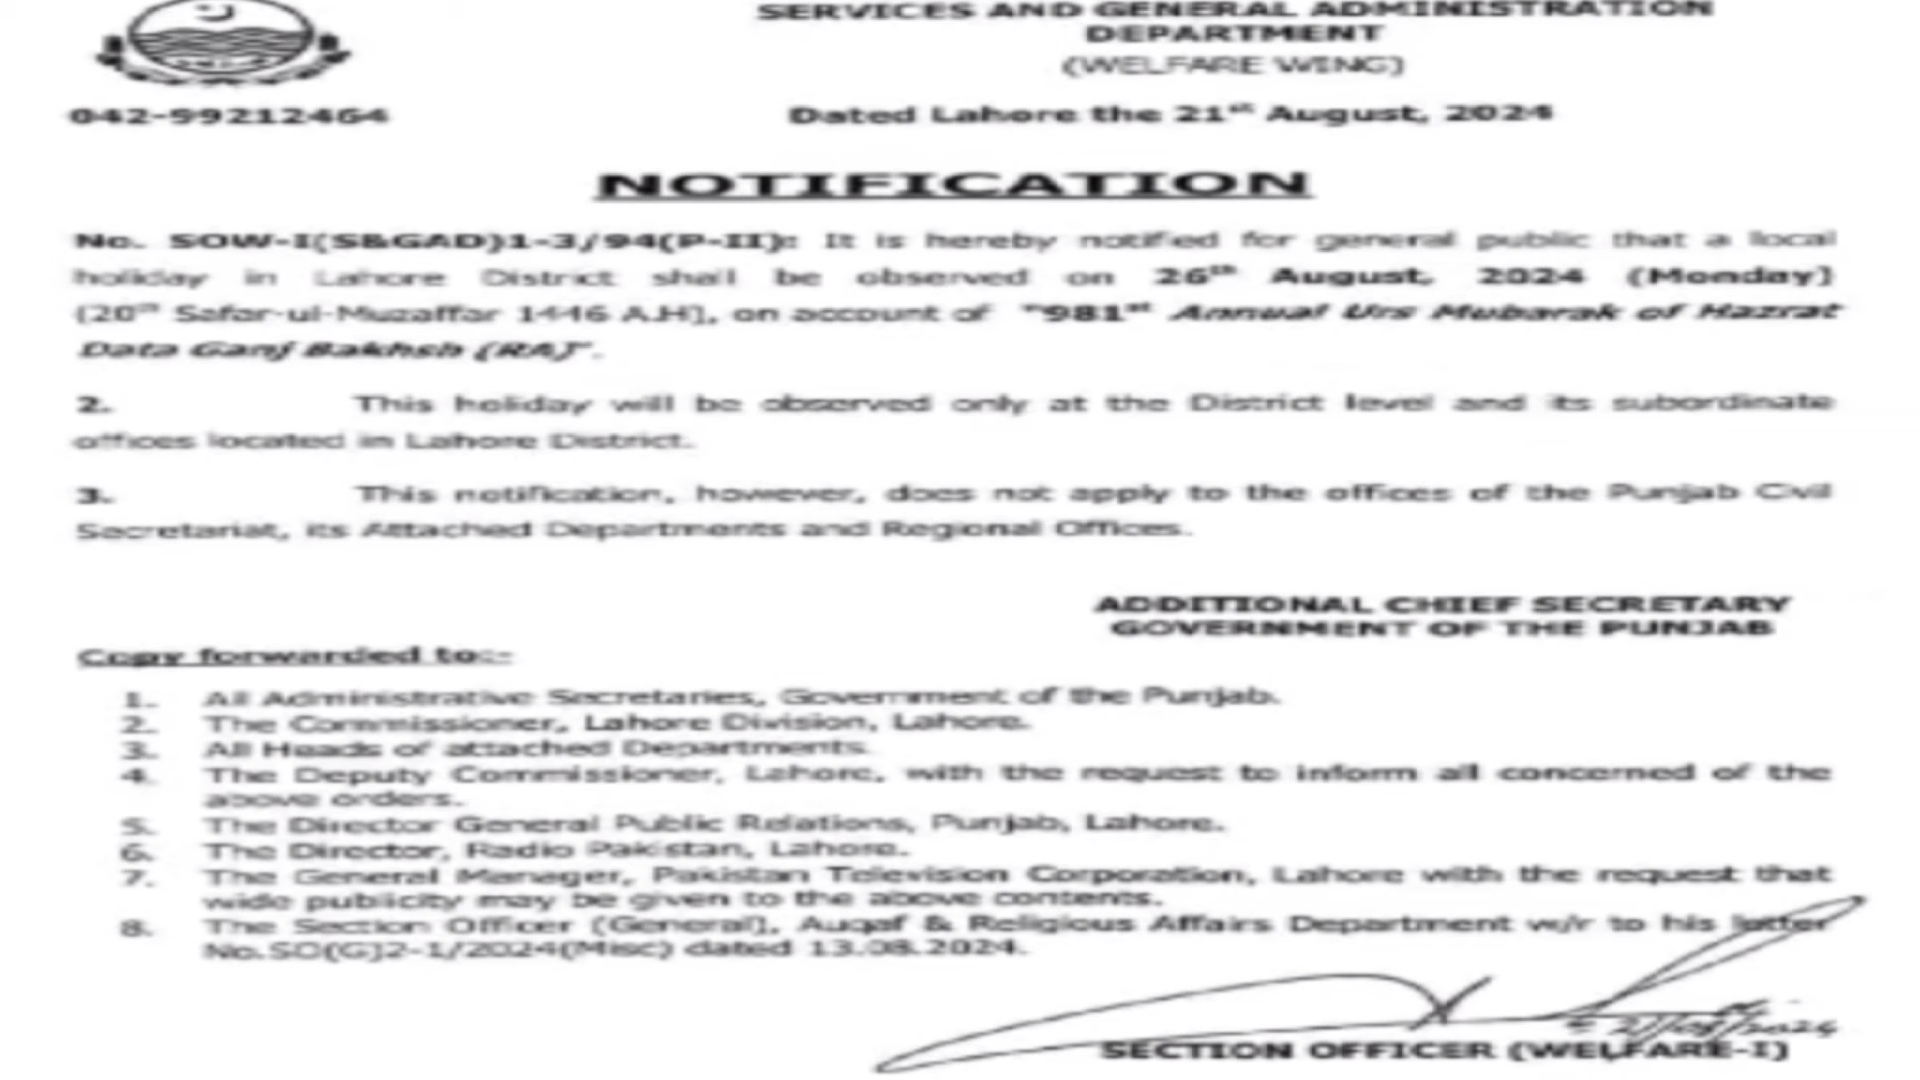 SERVICES AND GENERAL ADMINISTRATION
DEPARTMENT
(WELFARE WING)
042-99212464
Dated Lahore the 21st August, 2024
NOTIFICATION
No. SOW-I(S&GAD)1-3/94(P-II): It is hereby notified for general public that a local
holiday in Lahore District shall be observed on 26th August, 2024 (Monday)
(20th Safar-ul-Muzaffar 1446 A.H), on account of "981st Annual Urs Mubarak of Hazrat
Data Ganj Bakhsh (RA)".
2. This holiday will be observed only at the District level and its subordinate
offices located in Lahore District.
3. This notification, however, does not apply to the offices of the Punjab Civil
Secretariat, its Attached Departments and Regional Offices.
ADDITIONAL CHIEF SECRETARY
GOVERNMENT OF THE PUNJAB
Copy forwarded to:-
1. All Administrative Secretaries, Government of the Punjab.
2. The Commissioner, Lahore Division, Lahore.
3. All Heads of attached Departments.
4. The Deputy Commissioner, Lahore, with the request to inform all concerned of the
above orders.
5. The Director General Public Relations, Punjab, Lahore.
6. The Director, Radio Pakistan, Lahore.
7. The General Manager, Pakistan Television Corporation, Lahore with the request that
wide publicity may be given to the above contents.
8. The Section Officer (General), Auqaf & Religious Affairs Department w/r to his letter
No.SO(G)2-1/2024(Misc) dated 13.08.2024.
21/08/2024
SECTION OFFICER (WELFARE-I)